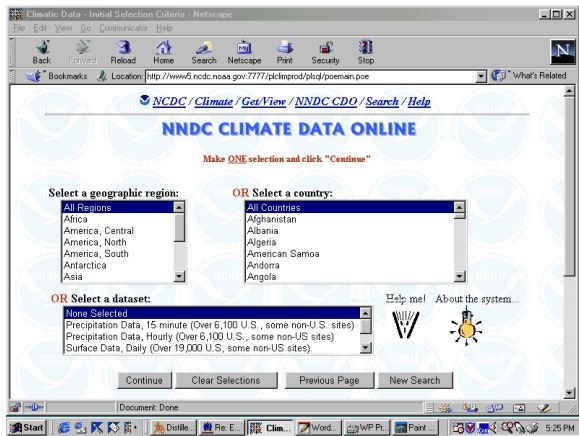 Climatic Data - Initial Selection Criteria - Netscape
File Edit View Go Communicator Help
Back Forward Reload Home Search Netscape Print Security Stop
N
Bookmarks Location: http://www5.ncdc.noaa.gov:7777/plclimprod/plsql/poemain.poe What's Related
NCDC / Climate / Get/View / NNDC CDO / Search / Help
NNDC CLIMATE DATA ONLINE
Make ONE selection and click "Continue"
Select a geographic region:
All Regions
Africa
America, Central
America, North
America, South
Antarctica
Asia
OR Select a country:
All Countries
Afghanistan
Albania
Algeria
American Samoa
Andorra
Angola
OR Select a dataset:
None Selected
Precipitation Data, 15 minute (Over 6,100 U.S., some non-U.S. sites)
Precipitation Data, Hourly (Over 6,100 U.S., some non-US sites)
Surface Data, Daily (Over 19,000 U.S, some non-US sites)
Help me! About the system...
Continue Clear Selections Previous Page New Search
Document: Done
Start Distille... Re: E... Clim... Word... WP Pr... Paint ... 5:25 PM